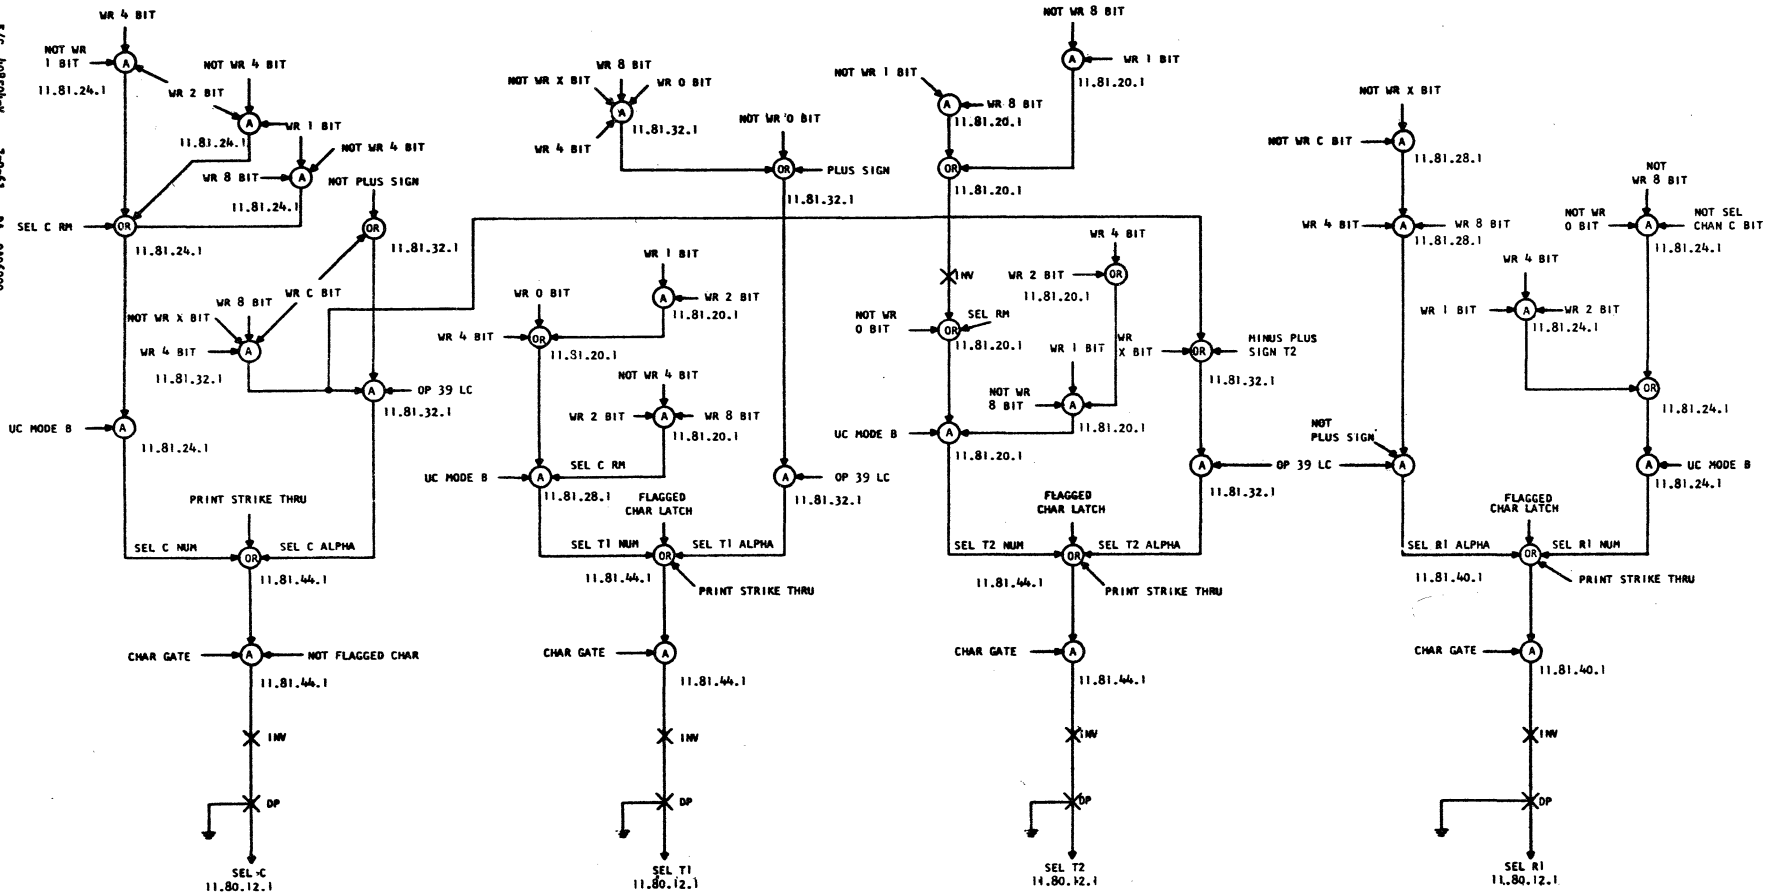 WR 4 BIT
NOT WR
1 BIT
A
11.81.24.1
NOT WR 4 BIT
WR 2 BIT
A
11.81.24.1
WR 1 BIT
NOT WR 4 BIT
WR 8 BIT
A
11.81.24.1
SEL C RM
OR
11.81.24.1
NOT PLUS SIGN
OR
11.81.32.1
WR C BIT
WR 8 BIT
NOT WR X BIT
WR 4 BIT
A
11.81.32.1
A
OP 39 LC
11.81.32.1
UC MODE B
A
11.81.24.1
PRINT STRIKE THRU
SEL C NUM
OR
SEL C ALPHA
11.81.44.1
CHAR GATE
A
NOT FLAGGED CHAR
11.81.44.1
INV
DP
SEL C
11.80.12.1
WR 8 BIT
NOT WR X BIT
WR O BIT
A
11.81.32.1
WR 4 BIT
NOT WR O BIT
OR
PLUS SIGN
11.81.32.1
WR 1 BIT
A
WR 2 BIT
11.81.20.1
WR O BIT
WR 4 BIT
OR
11.81.20.1
NOT WR 4 BIT
WR 2 BIT
A
WR 8 BIT
11.81.20.1
SEL C RM
UC MODE B
A
11.81.28.1
A
OP 39 LC
11.81.32.1
FLAGGED
CHAR LATCH
SEL T1 NUM
OR
SEL T1 ALPHA
11.81.44.1
PRINT STRIKE THRU
CHAR GATE
A
11.81.44.1
INV
DP
SEL T1
11.80.12.1
NOT WR 8 BIT
A
WR 1 BIT
11.81.20.1
NOT WR 1 BIT
A
WR 8 BIT
11.81.20.1
OR
11.81.20.1
INV
NOT WR
O BIT
OR
SEL RM
11.81.20.1
WR 4 BIT
WR 2 BIT
OR
11.81.20.1
WR 1 BIT
NOT WR
8 BIT
A
11.81.20.1
WR
X BIT
OR
MINUS PLUS
SIGN T2
11.81.32.1
UC MODE B
A
11.81.20.1
A
OP 39 LC
11.81.32.1
FLAGGED
CHAR LATCH
SEL T2 NUM
OR
SEL T2 ALPHA
11.81.44.1
PRINT STRIKE THRU
CHAR GATE
A
11.81.44.1
INV
DP
SEL T2
11.80.12.1
NOT WR X BIT
NOT WR C BIT
A
11.81.28.1
WR 4 BIT
A
WR 8 BIT
11.81.28.1
NOT
PLUS SIGN
A
NOT
WR 8 BIT
NOT WR
O BIT
A
NOT SEL
CHAN C BIT
11.81.24.1
WR 4 BIT
WR 1 BIT
A
WR 2 BIT
11.81.24.1
OR
11.81.24.1
A
UC MODE B
11.81.24.1
FLAGGED
CHAR LATCH
SEL R1 ALPHA
OR
SEL R1 NUM
11.81.40.1
PRINT STRIKE THRU
CHAR GATE
A
11.81.40.1
INV
DP
SEL R1
11.80.12.1